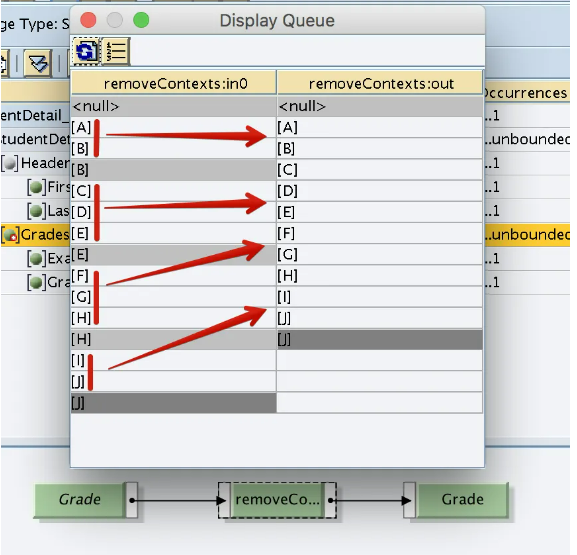 Display Queue
ge Type: S
removeContexts:in0 removeContexts:out
Occurrences
<null> <null>
[A] [A]
[B] [B]
[B] [C]
[C] [D]
[D] [E]
[E] [F]
[E] [G]
[F] [H]
[G] [I]
[H] [J]
[H] [J]
[I]
[J]
[J]
entDetail_ ..1
studentDet ..unbounded
[ ]Header ..1
[ ]Firs ..1
[ ]Las ..1
[ ]Grades ..unbounded
[ ]Exa ..1
[ ]Gra ..1
Grade removeCo... Grade